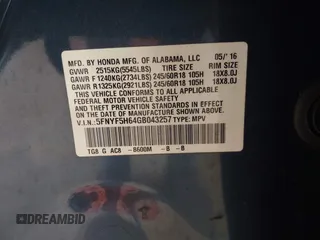 MFD. BY HONDA MFG. OF ALABAMA, LLC 05/'16
GVWR 2515KG(5545LBS) TIRE SIZE RIM SIZE
GAWR F1240KG(2734LBS) 245/60R18 105H 18X8.0J
GAWR R1325KG(2921LBS) 245/60R18 105H 18X8.0J
THIS VEHICLE CONFORMS TO ALL APPLICABLE
FEDERAL MOTOR VEHICLE SAFETY
THEFT PREVENTION STANDARDS IN EFFECT ON THE
DATE OF MANUFACTURE SHOWN ABOVE.
V.I.N:5FNYF5H64GB043257 TYPE: MPV
TG8 G AC8 -B600M -B -B
© DREAMBID